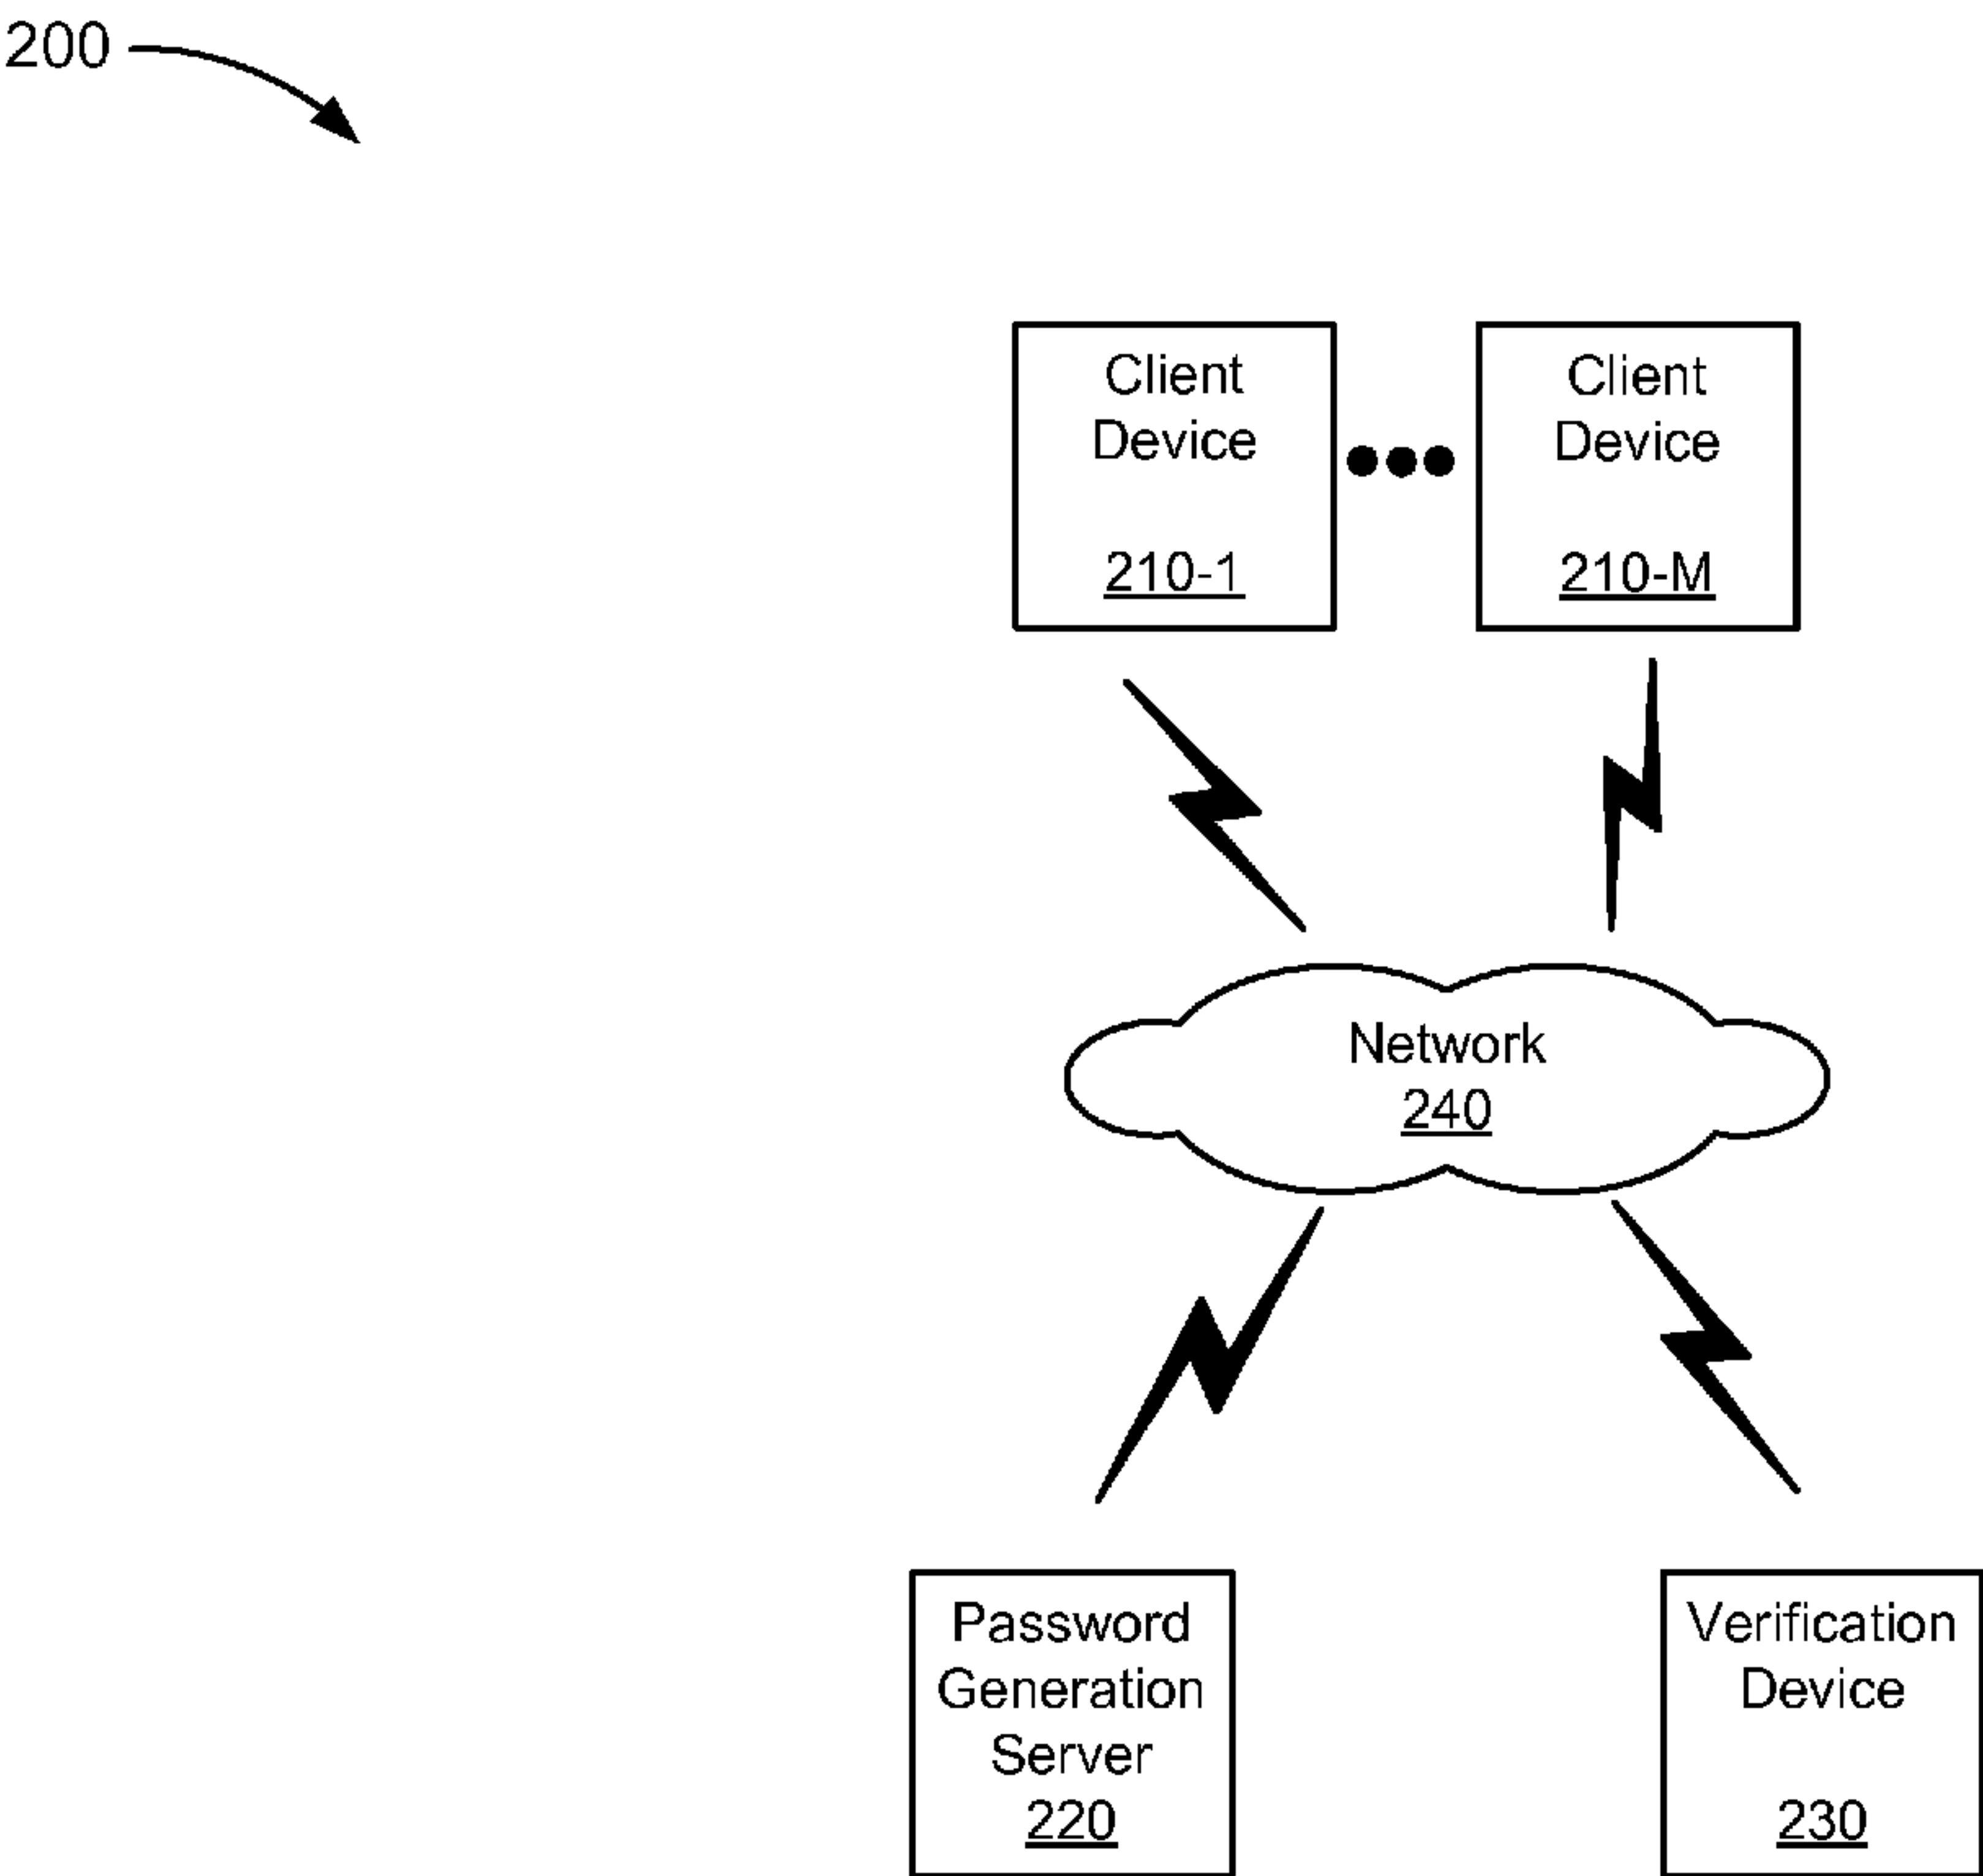 200
Client
Device
210-1
Client
Device
210-M
Network
240
Password
Generation
Server
220
Verification
Device
230